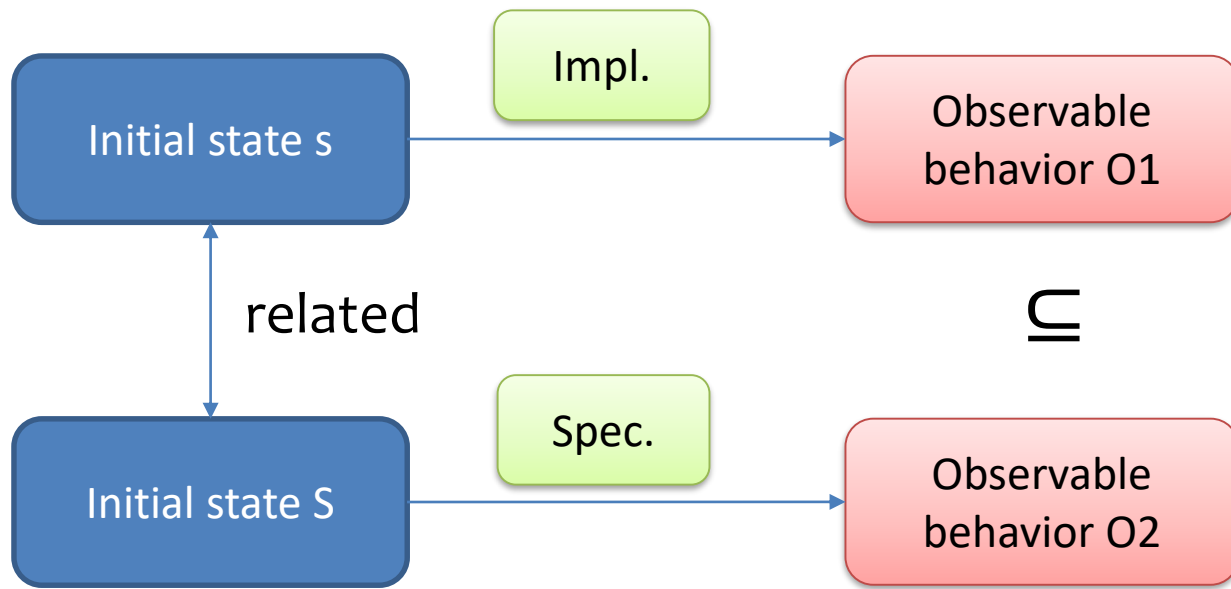 Impl.
Initial state s
Observable
behavior O1
related
⊆
Spec.
Initial state S
Observable
behavior O2